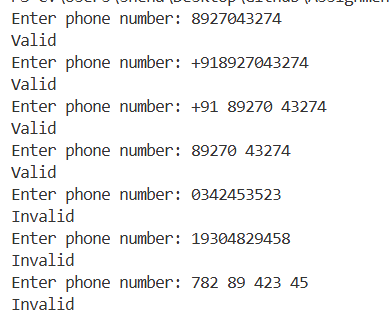 Enter phone number: 8927043274
Valid
Enter phone number: +918927043274
Valid
Enter phone number: +91 89270 43274
Valid
Enter phone number: 89270 43274
Valid
Enter phone number: 0342453523
Invalid
Enter phone number: 19304829458
Invalid
Enter phone number: 782 89 423 45
Invalid